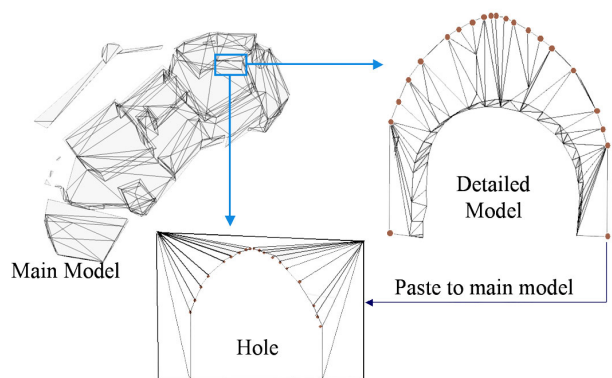 Detailed
Model
Main Model
Paste to main model
Hole